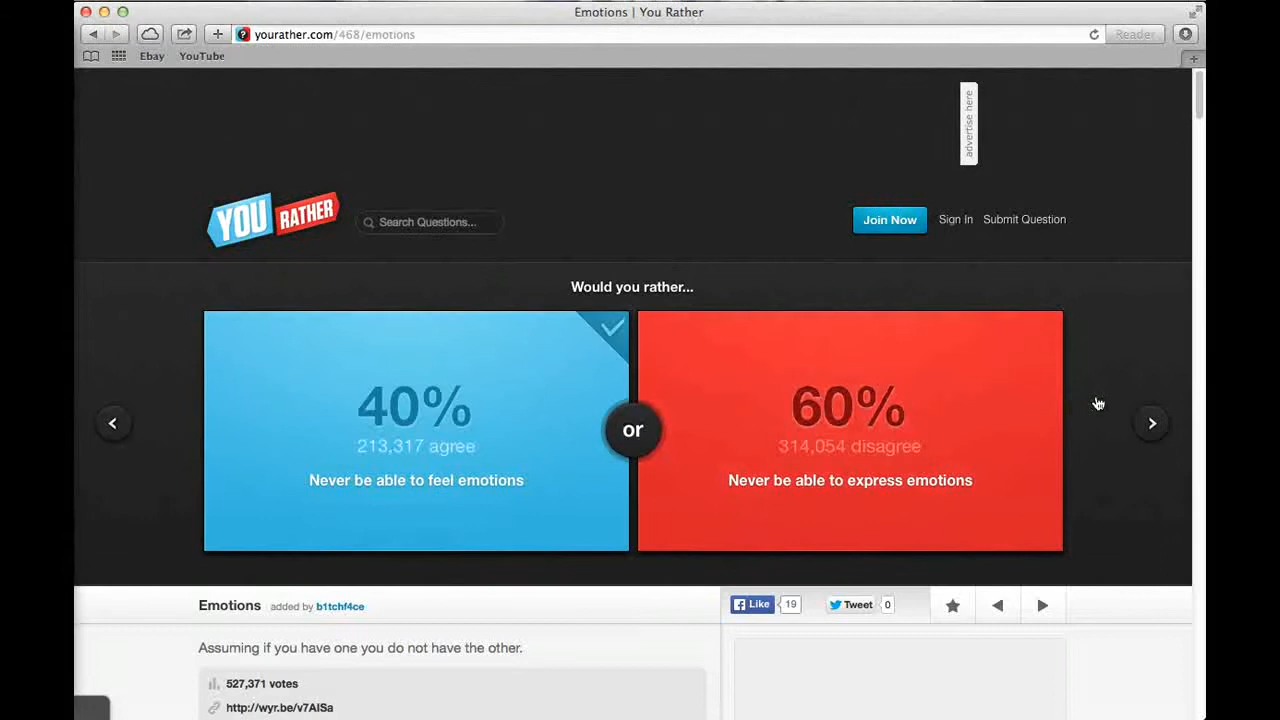 Emotions | You Rather
yourather.com/468/emotions
Reader
Ebay
YouTube
advertise here
YOU RATHER
Search Questions...
Join Now
Sign In
Submit Question
Would you rather...
40%
213,317 agree
Never be able to feel emotions
or
60%
314,054 disagree
Never be able to express emotions
Emotions added by b1tchf4ce
Like 19
Tweet 0
Assuming if you have one you do not have the other.
527,371 votes
http://wyr.be/v7AlSa